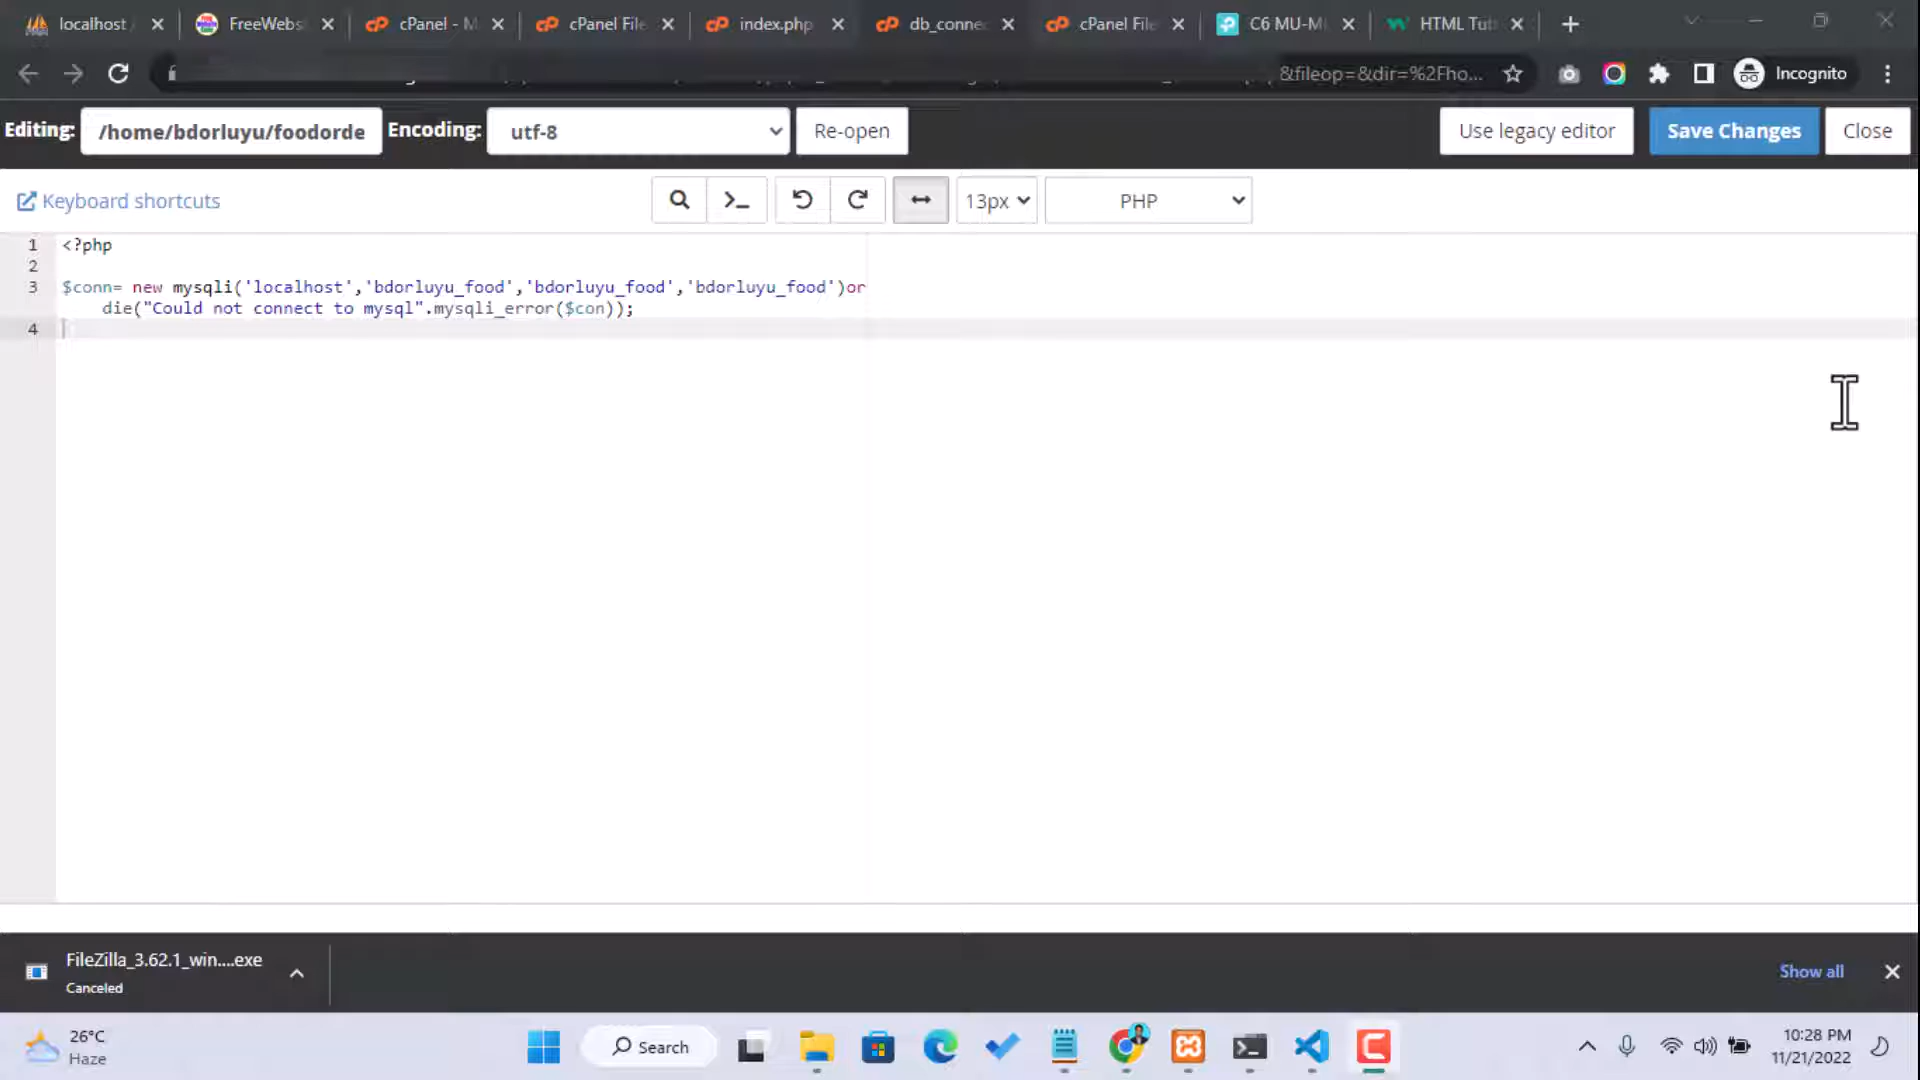 localhost
FreeWebs
cPanel - M
cPanel File
index.php
db_conne
cPanel File
C6 MU-M
HTML Tut
&fileop=&dir=%2Fho...
Incognito
Editing: /home/bdorluyu/foodorde Encoding: utf-8 Re-open Use legacy editor Save Changes Close
Keyboard shortcuts 13px PHP
1 <?php
2
3 $conn= new mysqli('localhost','bdorluyu_food','bdorluyu_food','bdorluyu_food')or
die("Could not connect to mysql".mysqli_error($con));
4
FileZilla_3.62.1_win....exe
Canceled
Show all
26°C
Haze
Search
10:28 PM
11/21/2022